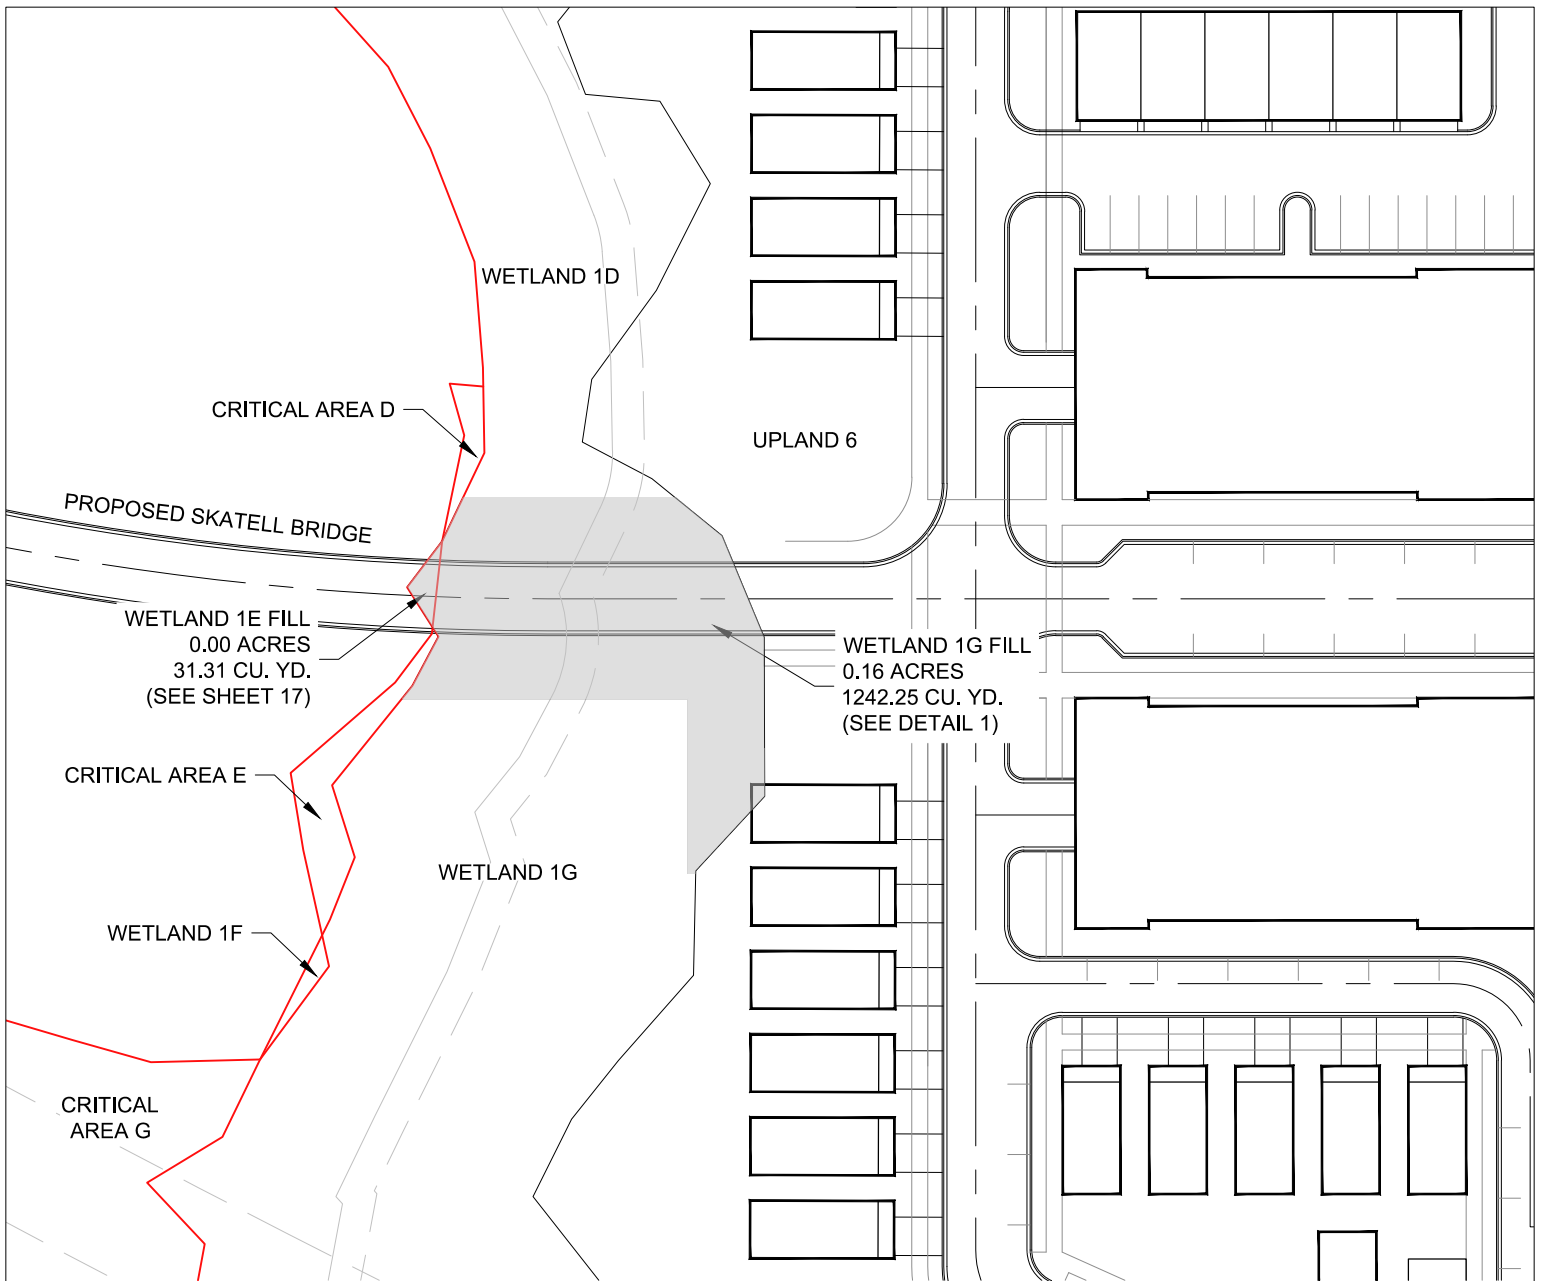 WETLAND 1D
CRITICAL AREA D
UPLAND 6
PROPOSED SKATELL BRIDGE
WETLAND 1E FILL
0.00 ACRES
31.31 CU. YD.
(SEE SHEET 17)
WETLAND 1G FILL
0.16 ACRES
1242.25 CU. YD.
(SEE DETAIL 1)
CRITICAL AREA E
WETLAND 1G
WETLAND 1F
CRITICAL
AREA G